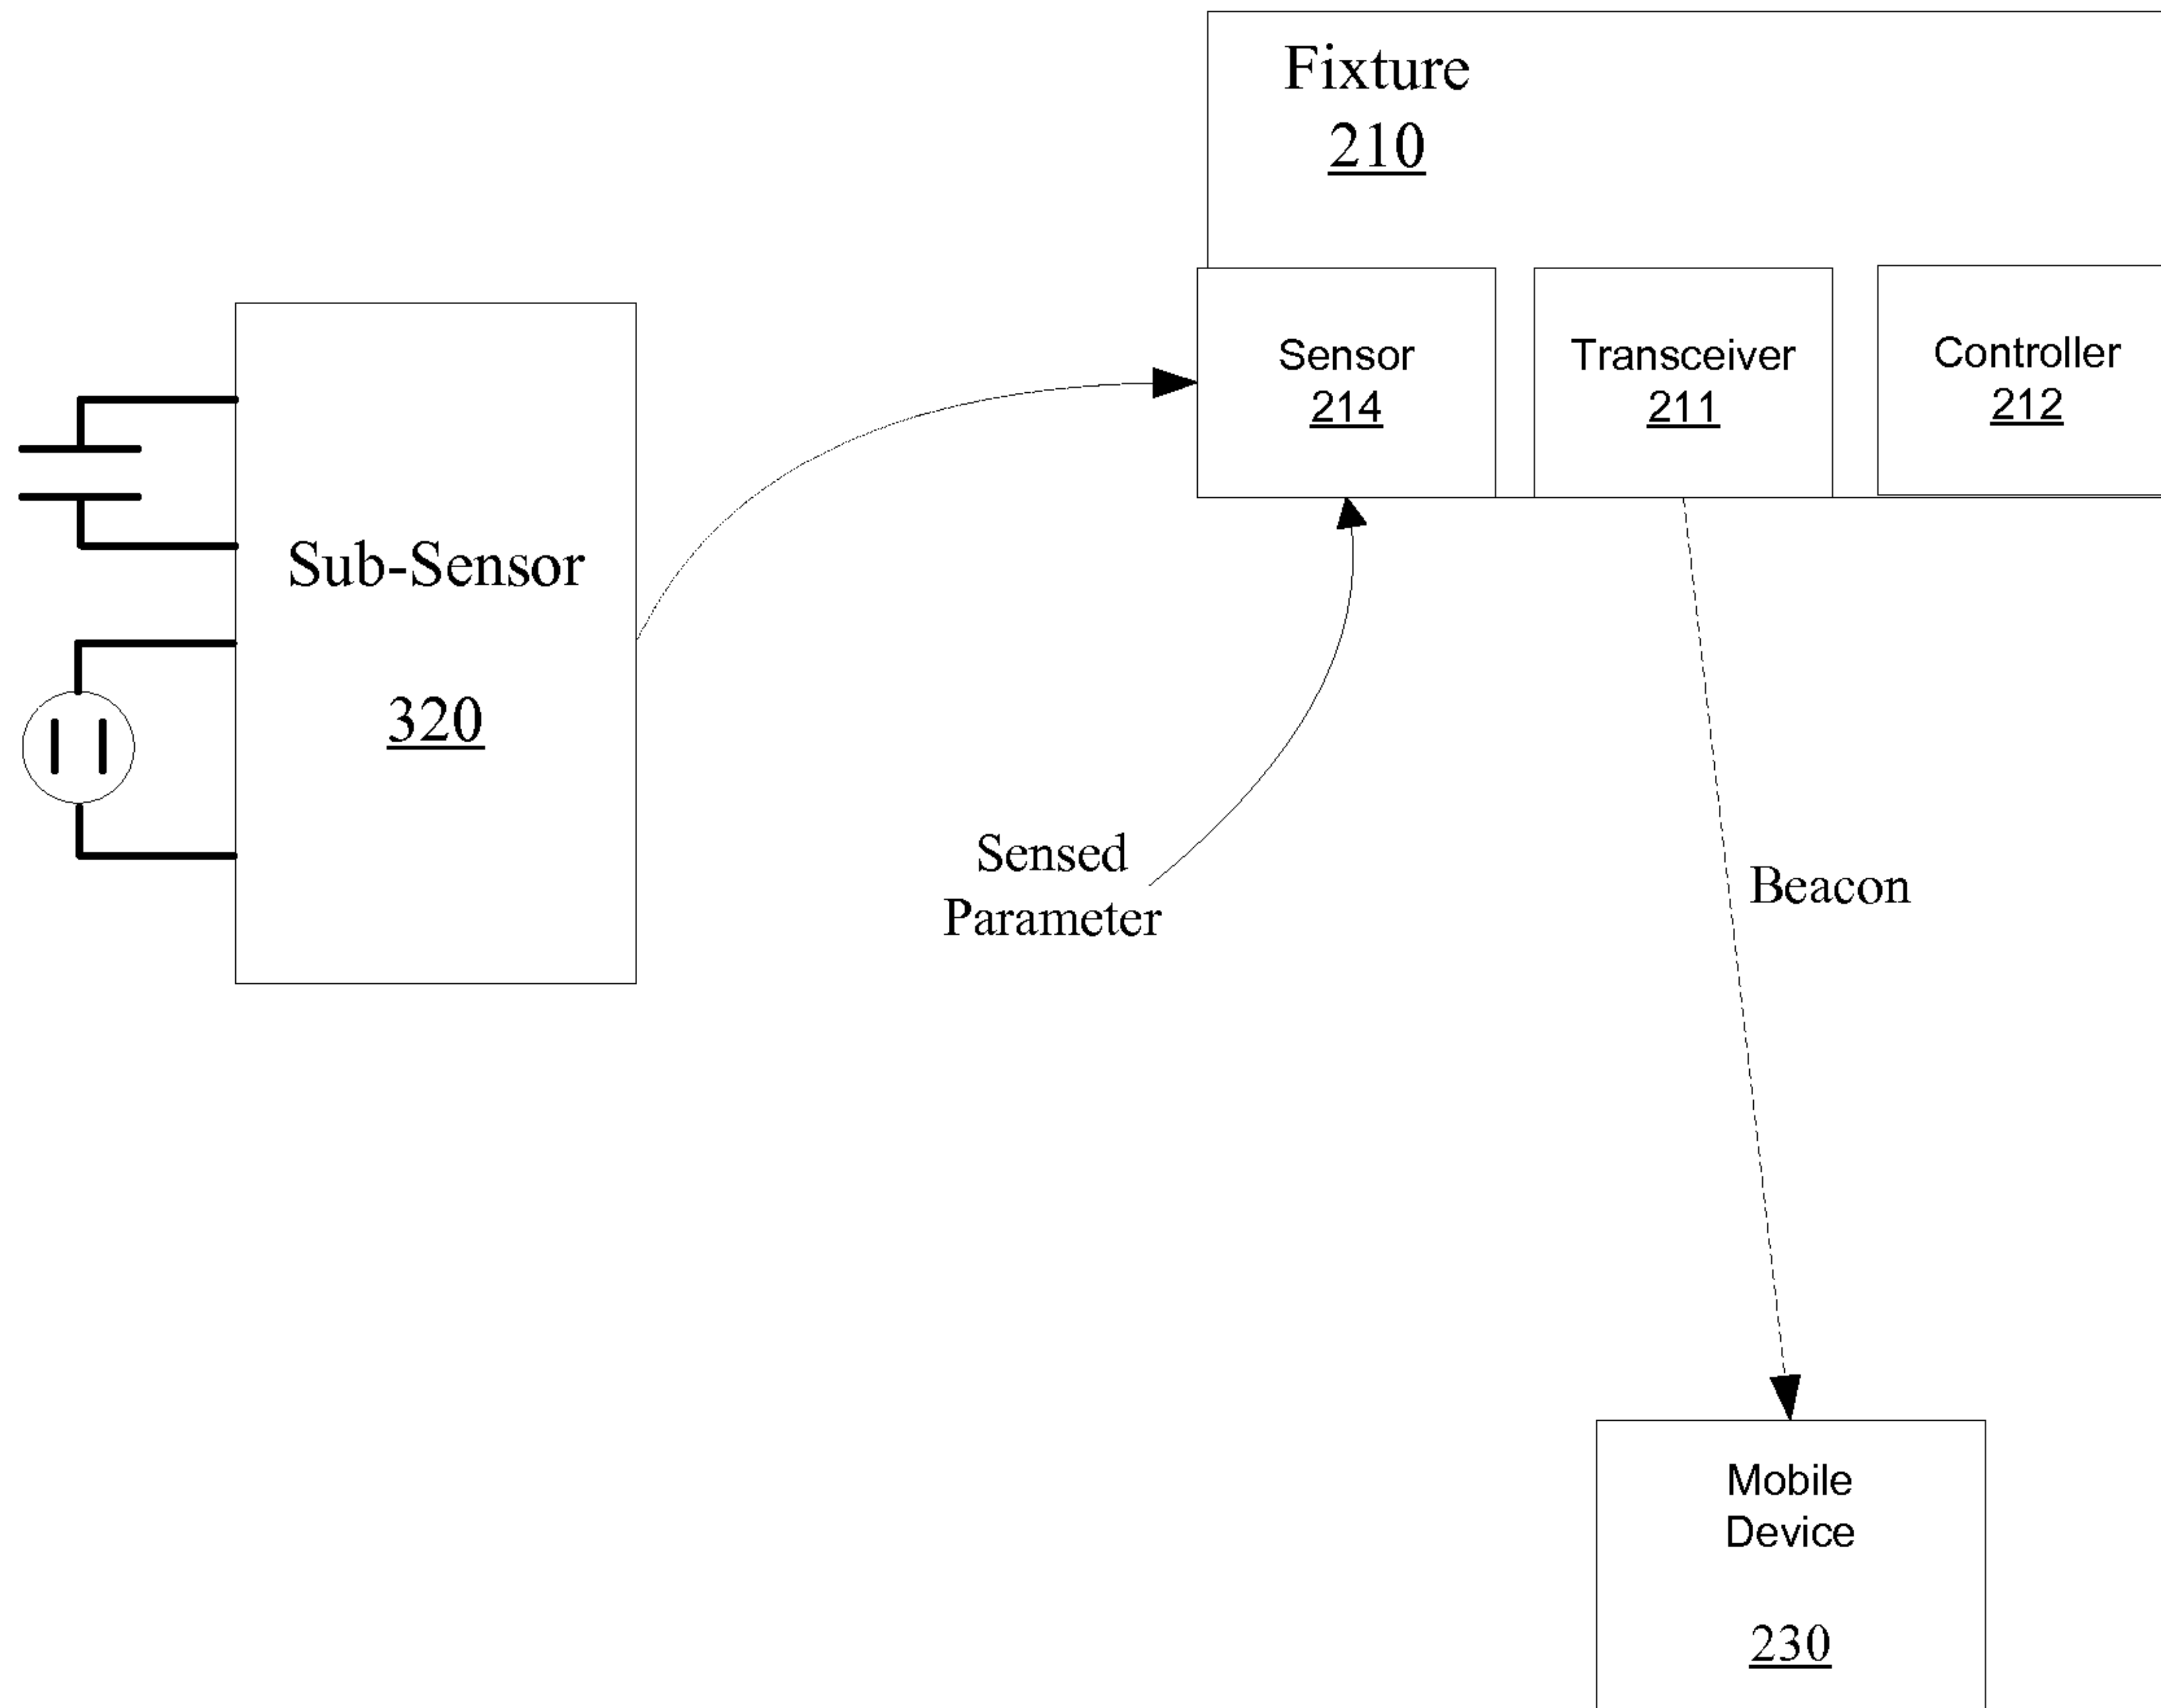 Fixture
210
Sensor
214
Transceiver
211
Controller
212
Sub-Sensor
320
Sensed
Parameter
Beacon
Mobile
Device
230